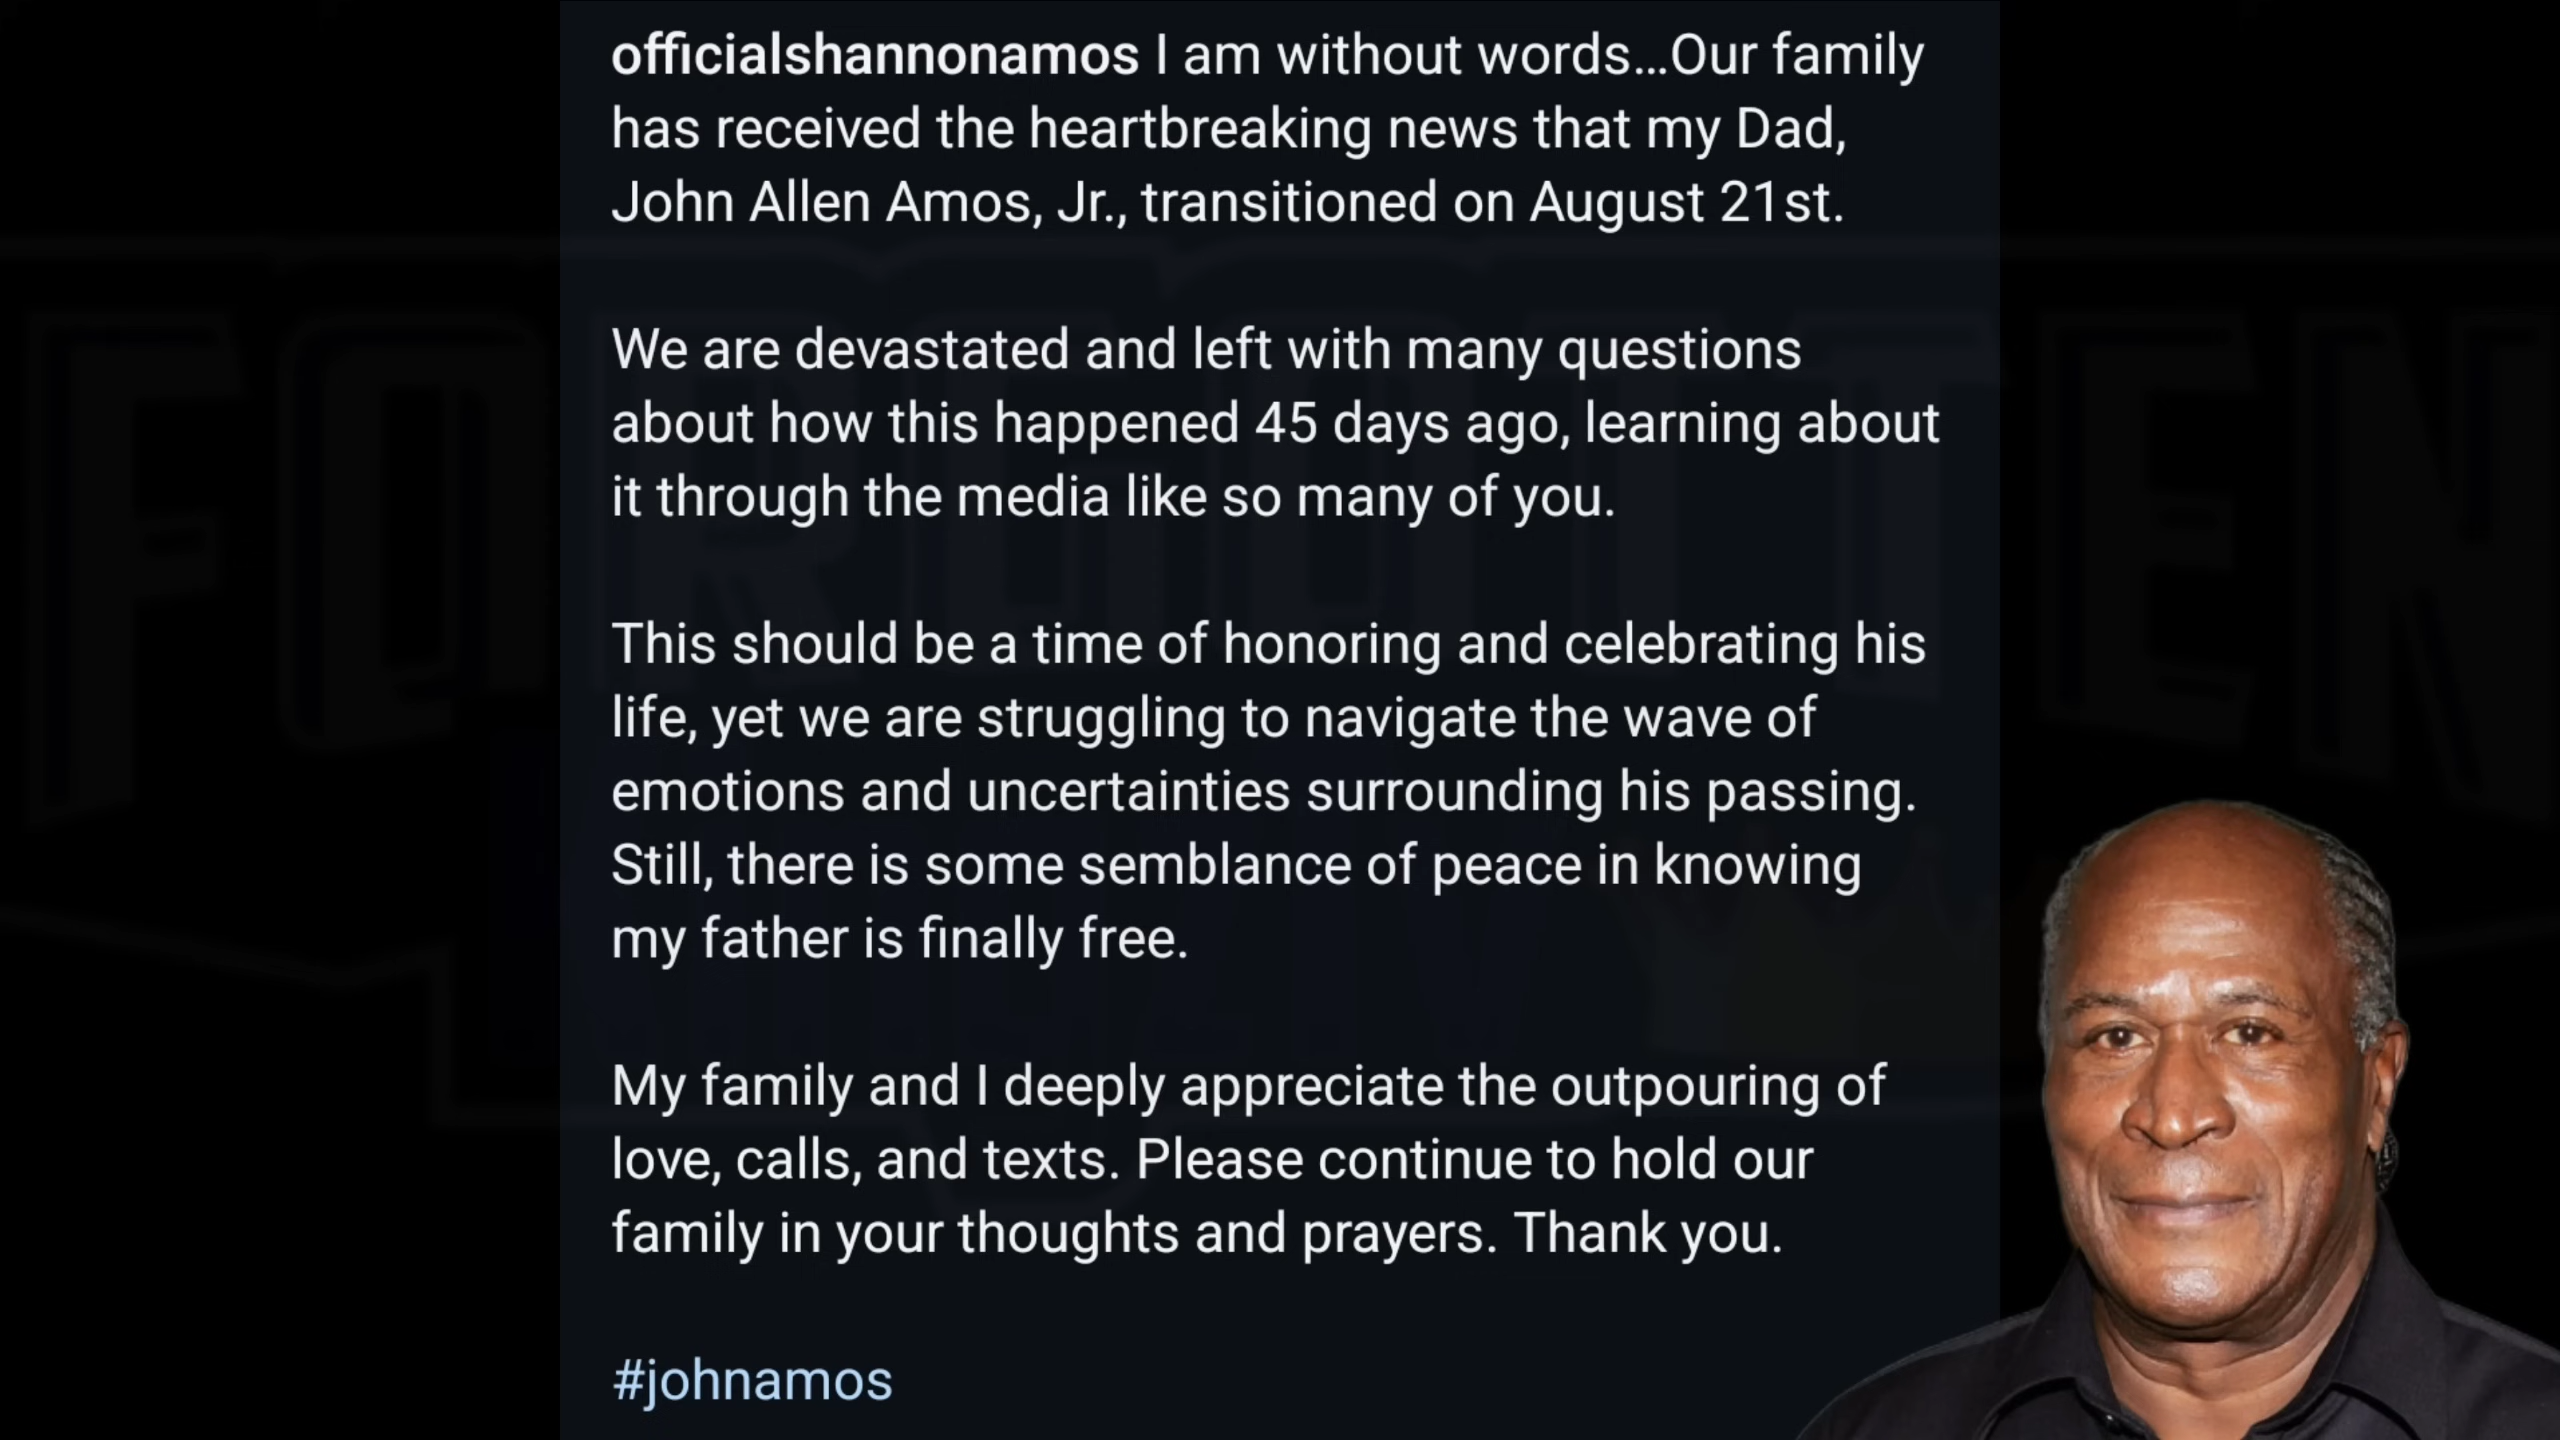 officialshannonamos I am without words...Our family
has received the heartbreaking news that my Dad,
John Allen Amos, Jr., transitioned on August 21st.
We are devastated and left with many questions
about how this happened 45 days ago, learning about
it through the media like so many of you.
This should be a time of honoring and celebrating his
life, yet we are struggling to navigate the wave of
emotions and uncertainties surrounding his passing.
Still, there is some semblance of peace in knowing
my father is finally free.
My family and I deeply appreciate the outpouring of
love, calls, and texts. Please continue to hold our
family in your thoughts and prayers. Thank you.
#johnamos
FORGOTTEN